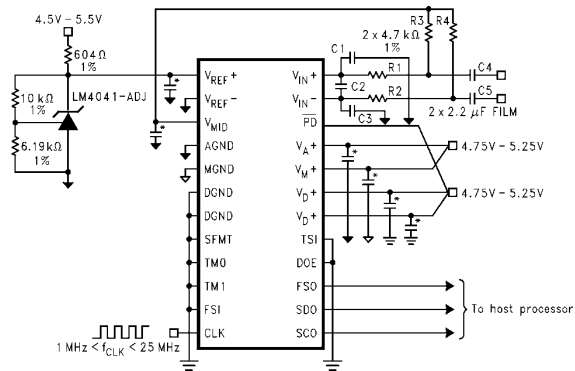 4.5V-5.5V
604Ω
1%
LM4041-ADJ
10kΩ
1%
6.19kΩ
1%
*
*
VREF+
VREF-
VMID
AGND
MGND
DGND
DGND
SFMT
TM0
TM1
FSI
CLK
1 MHz < fCLK < 25 MHz
VIN+
VIN-
PD
VA+
VM+
VD+
VD+
TSI
DOE
FSO
SDO
SCO
R3
R4
2 x 4.7 kΩ
1%
C1
R1
C4
C2
R2
C5
C3
2 x 2.2 μF FILM
*
*
*
*
4.75V-5.25V
4.75V-5.25V
To host processor